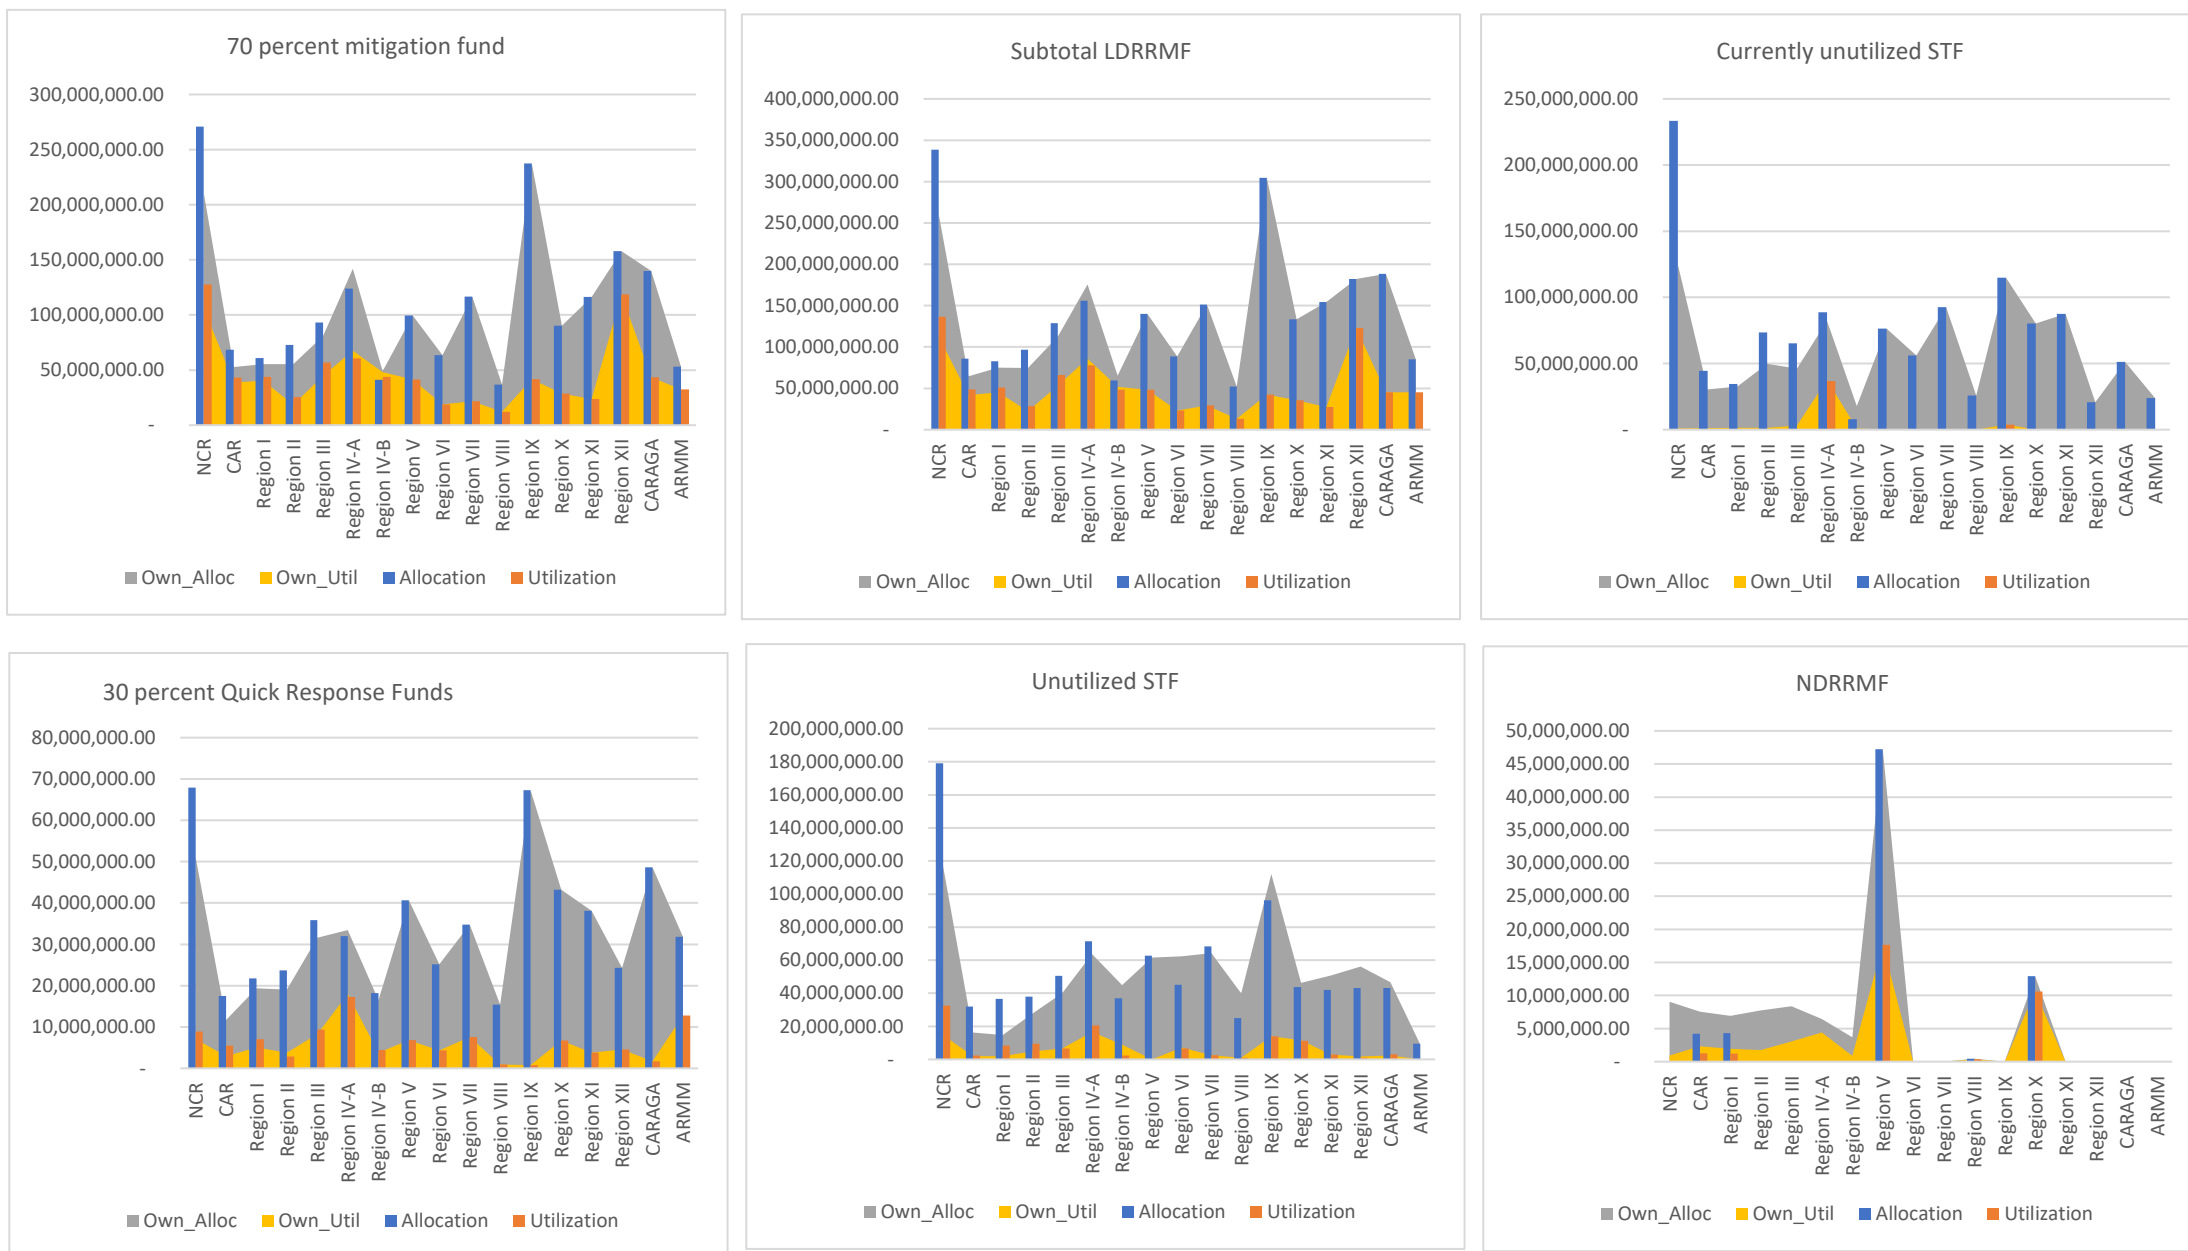 70 percent mitigation fund
300,000,000.00
250,000,000.00
200,000,000.00
150,000,000.00
100,000,000.00
50,000,000.00
-
NCR
CAR
Region I
Region II
Region III
Region IV-A
Region IV-B
Region V
Region VI
Region VII
Region VIII
Region IX
Region X
Region XI
Region XII
CARAGA
ARMM
Own_Alloc Own_Util Allocation Utilization
Subtotal LDRRMF
400,000,000.00
350,000,000.00
300,000,000.00
250,000,000.00
200,000,000.00
150,000,000.00
100,000,000.00
50,000,000.00
-
NCR
CAR
Region I
Region II
Region III
Region IV-A
Region IV-B
Region V
Region VI
Region VII
Region VIII
Region IX
Region X
Region XI
Region XII
CARAGA
ARMM
Own_Alloc Own_Util Allocation Utilization
Currently unutilized STF
250,000,000.00
200,000,000.00
150,000,000.00
100,000,000.00
50,000,000.00
-
NCR
CAR
Region I
Region II
Region III
Region IV-A
Region IV-B
Region V
Region VI
Region VII
Region VIII
Region IX
Region X
Region XI
Region XII
CARAGA
ARMM
Own_Alloc Own_Util Allocation Utilization
30 percent Quick Response Funds
80,000,000.00
70,000,000.00
60,000,000.00
50,000,000.00
40,000,000.00
30,000,000.00
20,000,000.00
10,000,000.00
-
NCR
CAR
Region I
Region II
Region III
Region IV-A
Region IV-B
Region V
Region VI
Region VII
Region VIII
Region IX
Region X
Region XI
Region XII
CARAGA
ARMM
Own_Alloc Own_Util Allocation Utilization
Unutilized STF
200,000,000.00
180,000,000.00
160,000,000.00
140,000,000.00
120,000,000.00
100,000,000.00
80,000,000.00
60,000,000.00
40,000,000.00
20,000,000.00
-
NCR
CAR
Region I
Region II
Region III
Region IV-A
Region IV-B
Region V
Region VI
Region VII
Region VIII
Region IX
Region X
Region XI
Region XII
CARAGA
ARMM
Own_Alloc Own_Util Allocation Utilization
NDRRMF
50,000,000.00
45,000,000.00
40,000,000.00
35,000,000.00
30,000,000.00
25,000,000.00
20,000,000.00
15,000,000.00
10,000,000.00
5,000,000.00
-
NCR
CAR
Region I
Region II
Region III
Region IV-A
Region IV-B
Region V
Region VI
Region VII
Region VIII
Region IX
Region X
Region XI
Region XII
CARAGA
ARMM
Own_Alloc Own_Util Allocation Utilization